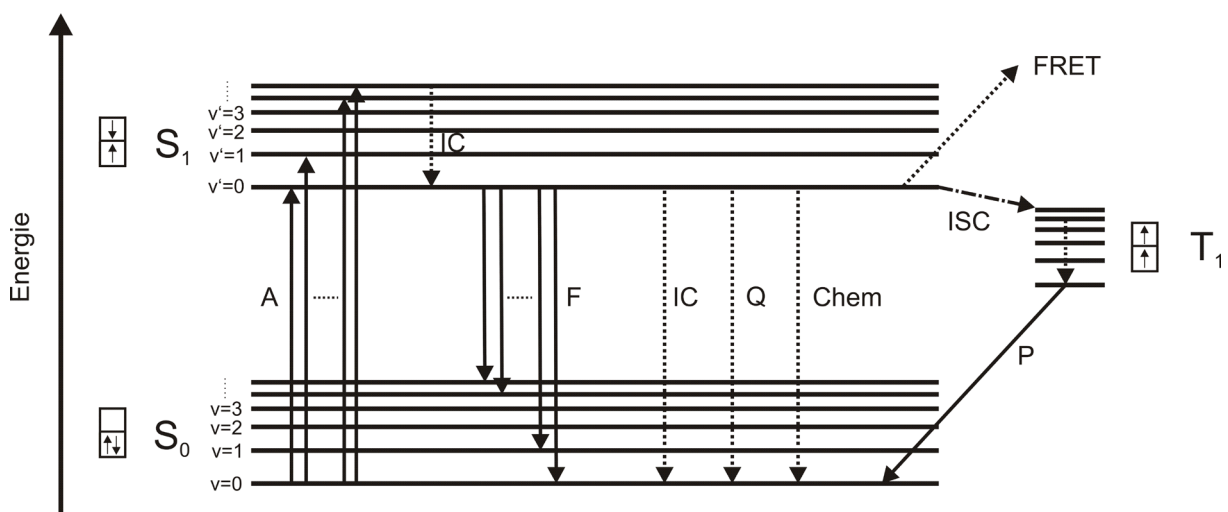 Energie
FRET
v'=3
v'=2
S₁
v'=1
IC
v'=0
ISC
T₁
A
F
IC
Q
Chem
P
v=3
v=2
S₀
v=1
v=0